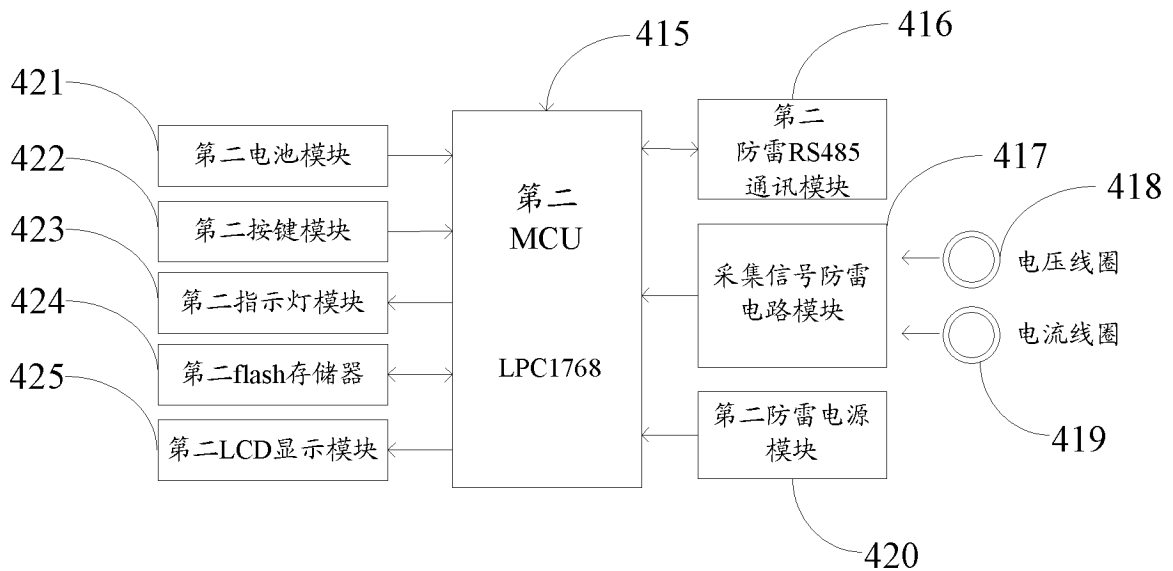 415
416
421
第二电池模块
422
第二按键模块
423
第二指示灯模块
424
第二flash存储器
425
第二LCD显示模块
第二
MCU
LPC1768
第二
防雷RS485
通讯模块
417
采集信号防雷
电路模块
418
电压线圈
电流线圈
419
第二防雷电源
模块
420